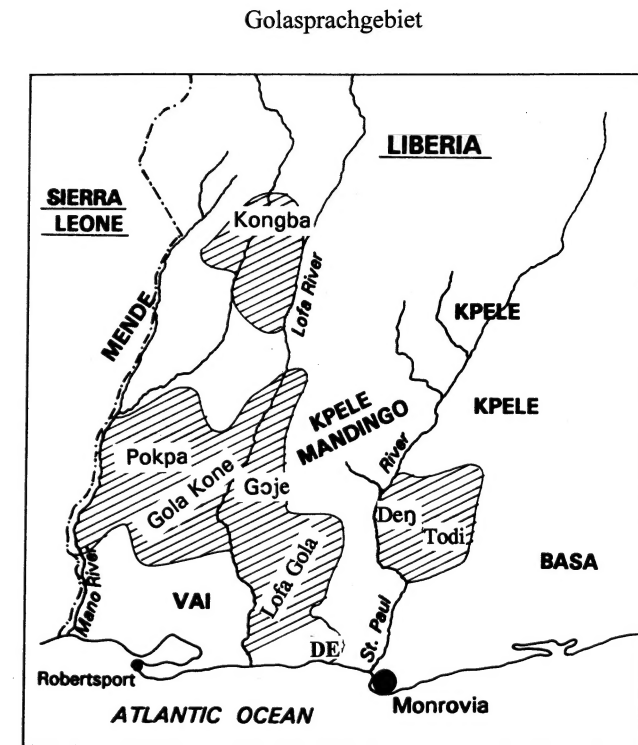 Golasprachgebiet
LIBERIA
SIERRA
LEONE
Kongba
Lofa River
MENDE
KPELE
KPELE
KPELE
MANDINGO
River
Pokpa
Gola Kone
Gɔje
Deŋ
Todi
Lofa Gola
BASA
Mano River
VAI
DE
St. Paul
Robertsport
Monrovia
ATLANTIC OCEAN